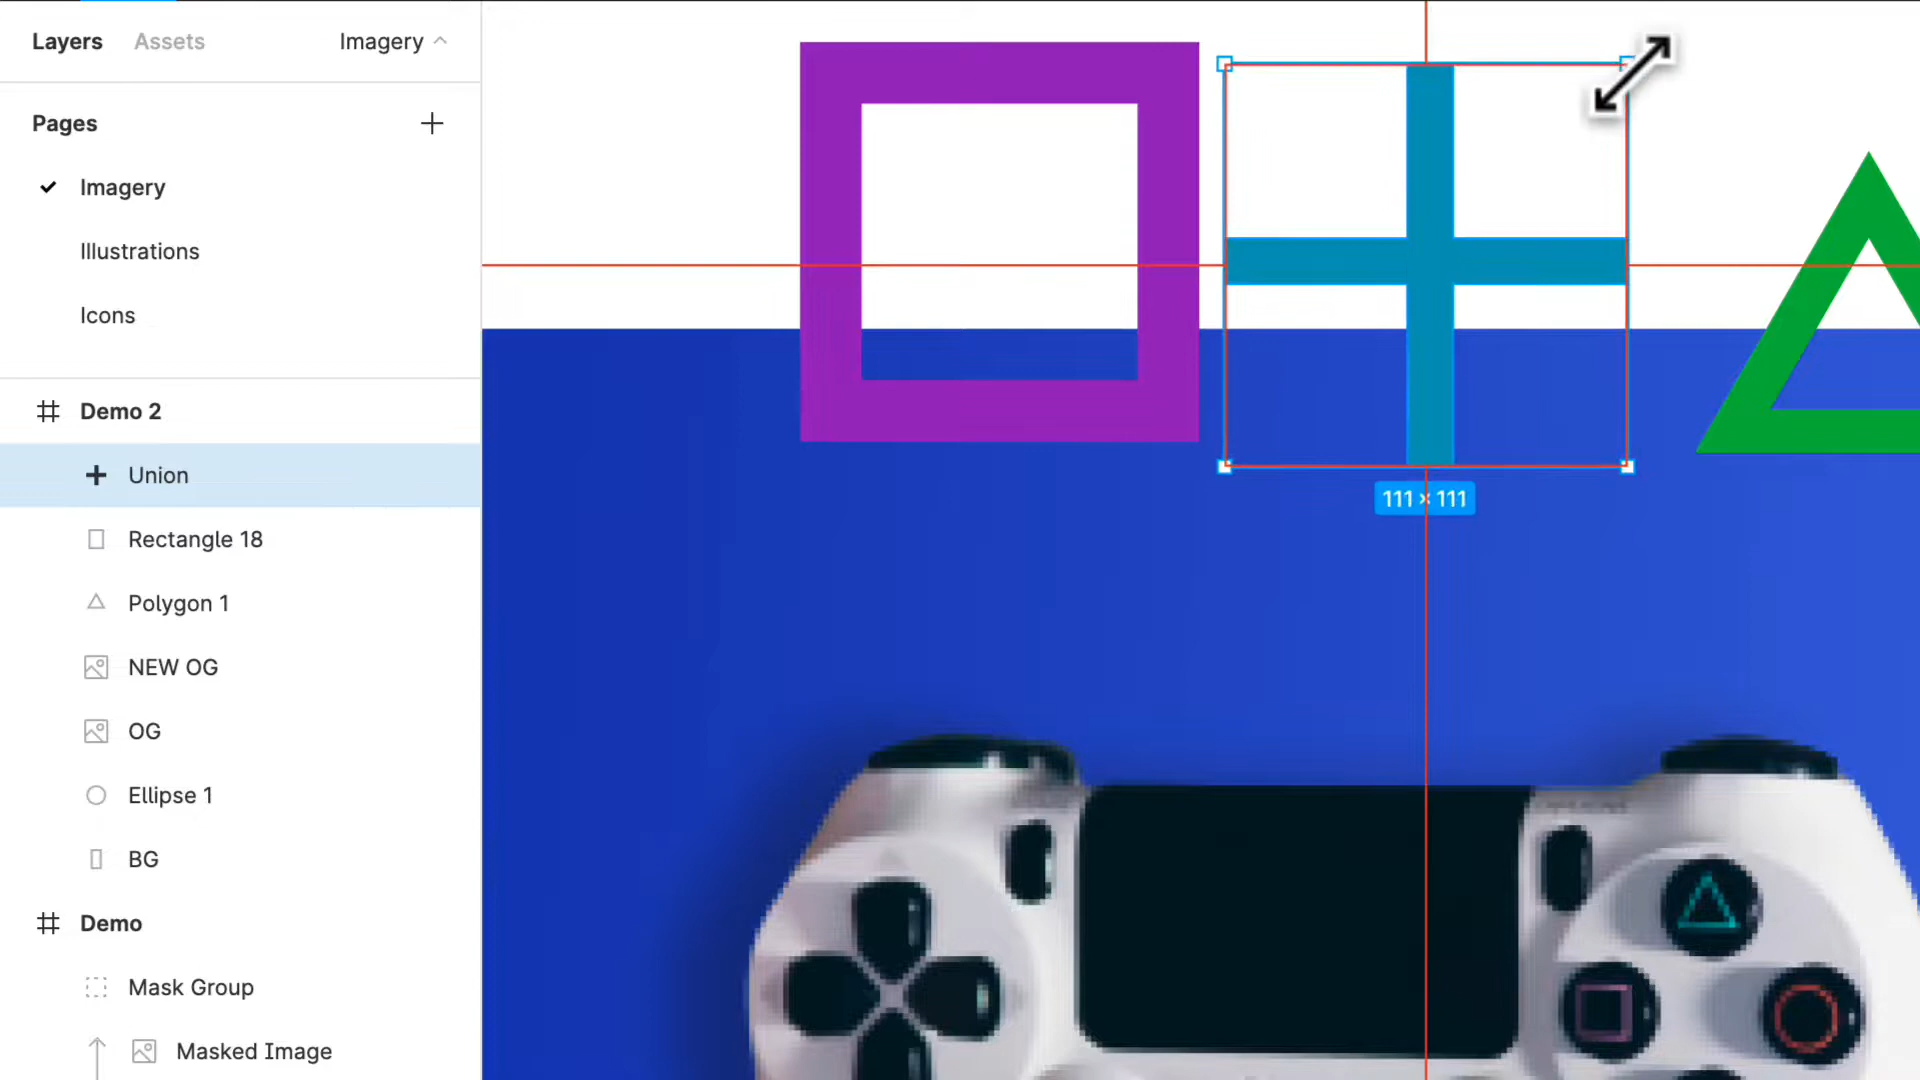 Layers Assets Imagery
Pages
Imagery
Illustrations
Icons
Demo 2
Union
Rectangle 18
Polygon 1
NEW OG
OG
Ellipse 1
BG
Demo
Mask Group
Masked Image
111 × 111